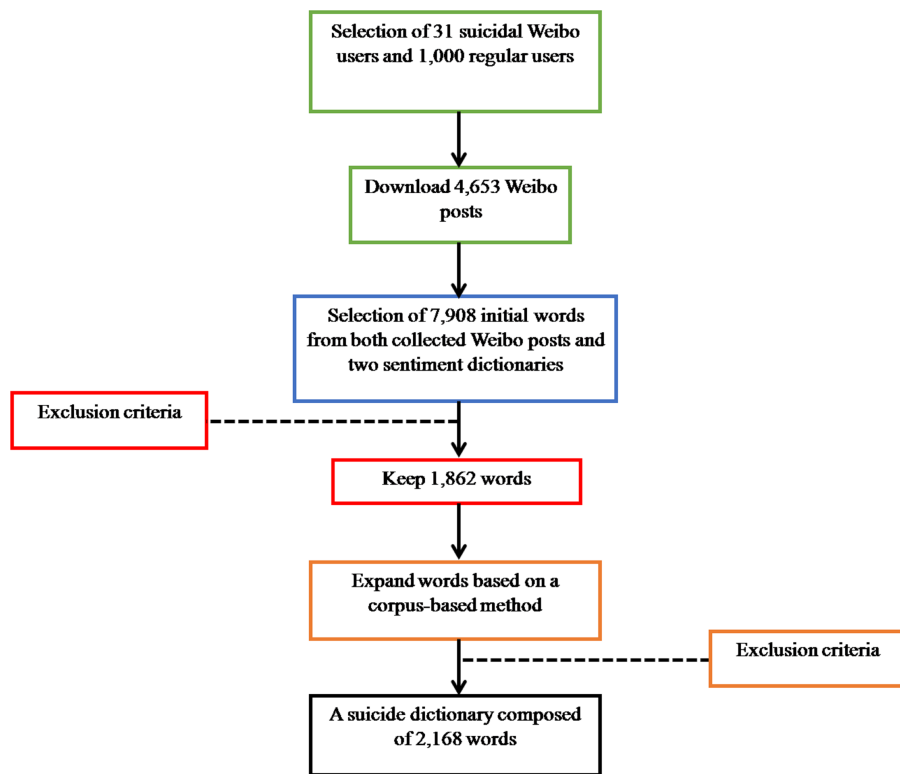 Selection of 31 suicidal Weibo
users and 1,000 regular users
Download 4,653 Weibo
posts
Selection of 7,908 initial words
from both collected Weibo posts and
two sentiment dictionaries
Exclusion criteria
Keep 1,862 words
Expand words based on a
corpus-based method
Exclusion criteria
A suicide dictionary composed
of 2,168 words